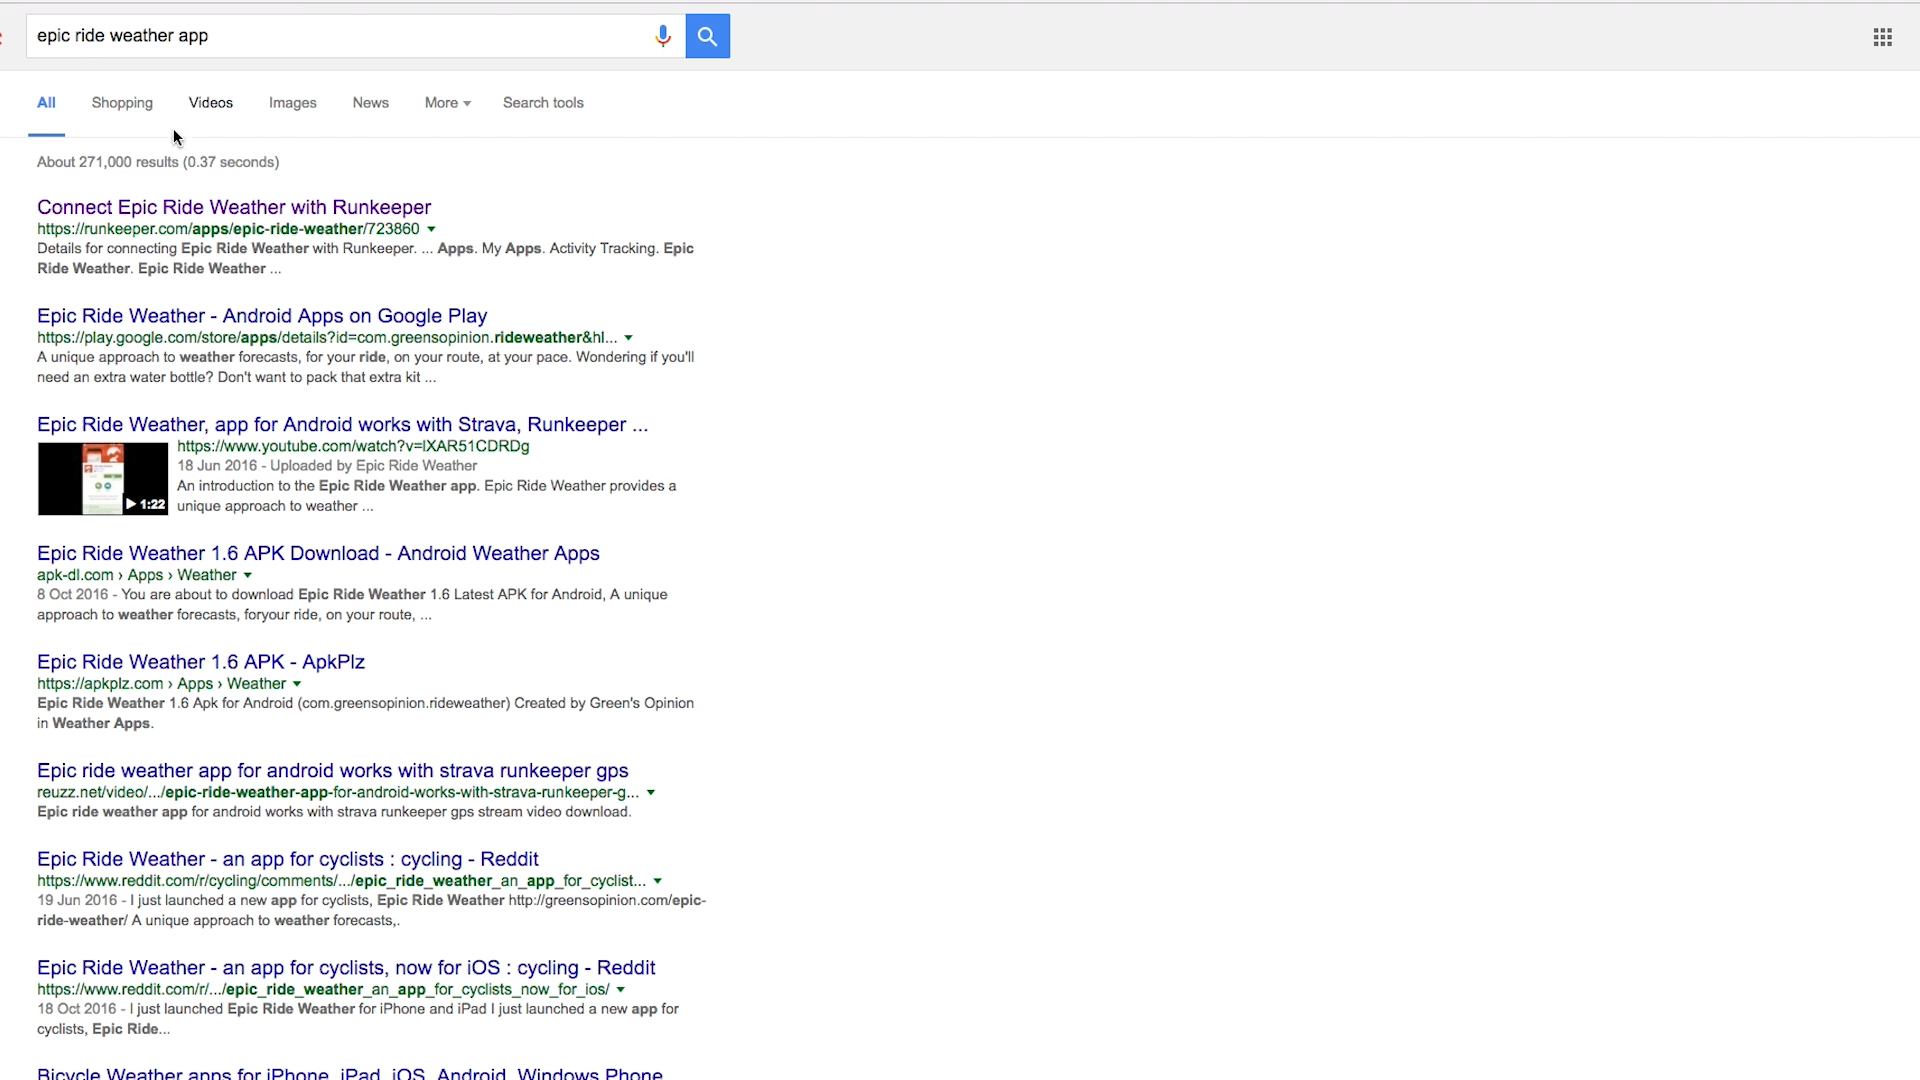 epic ride weather app
All Shopping Videos Images News More Search tools
About 271,000 results (0.37 seconds)
Connect Epic Ride Weather with Runkeeper
https://runkeeper.com/apps/epic-ride-weather/723860
Details for connecting Epic Ride Weather with Runkeeper. ... Apps. My Apps. Activity Tracking. Epic
Ride Weather. Epic Ride Weather ...
Epic Ride Weather - Android Apps on Google Play
https://play.google.com/store/apps/details?id=com.greensopinion.rideweather&hl...
A unique approach to weather forecasts, for your ride, on your route, at your pace. Wondering if you'll
need an extra water bottle? Don't want to pack that extra kit ...
Epic Ride Weather, app for Android works with Strava, Runkeeper ...
https://www.youtube.com/watch?v=lXAR51CDRDg
18 Jun 2016 - Uploaded by Epic Ride Weather
An introduction to the Epic Ride Weather app. Epic Ride Weather provides a
1:22
unique approach to weather ...
Epic Ride Weather 1.6 APK Download - Android Weather Apps
apk-dl.com › Apps › Weather
8 Oct 2016 - You are about to download Epic Ride Weather 1.6 Latest APK for Android, A unique
approach to weather forecasts, foryour ride, on your route, ...
Epic Ride Weather 1.6 APK - ApkPlz
https://apkplz.com › Apps › Weather
Epic Ride Weather 1.6 Apk for Android (com.greensopinion.rideweather) Created by Green's Opinion
in Weather Apps.
Epic ride weather app for android works with strava runkeeper gps
reuzz.net/video/.../epic-ride-weather-app-for-android-works-with-strava-runkeeper-g...
Epic ride weather app for android works with strava runkeeper gps stream video download.
Epic Ride Weather - an app for cyclists : cycling - Reddit
https://www.reddit.com/r/cycling/comments/.../epic_ride_weather_an_app_for_cyclist...
19 Jun 2016 - I just launched a new app for cyclists, Epic Ride Weather http://greensopinion.com/epic-
ride-weather/ A unique approach to weather forecasts,.
Epic Ride Weather - an app for cyclists, now for iOS : cycling - Reddit
https://www.reddit.com/r/.../epic_ride_weather_an_app_for_cyclists_now_for_ios/
18 Oct 2016 - I just launched Epic Ride Weather for iPhone and iPad I just launched a new app for
cyclists, Epic Ride...
Bicycle Weather apps for iPhone, iPad, iOS, Android, Windows Phone